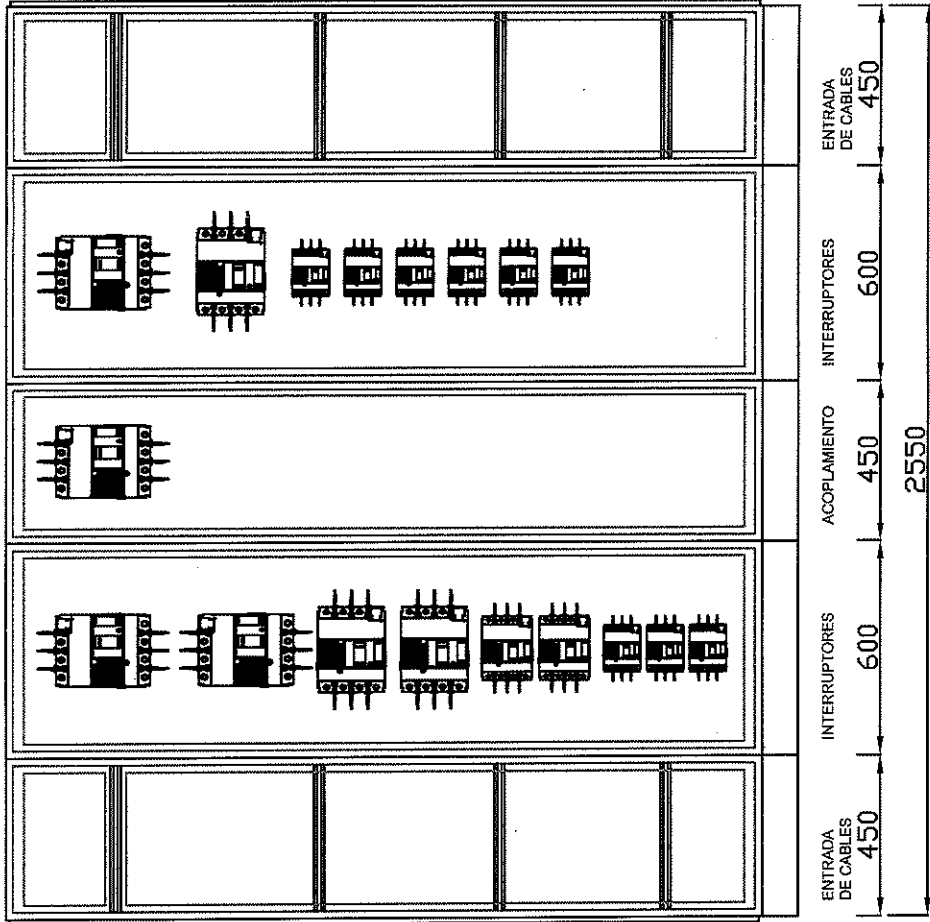 ENTRADA
DE CABLES
450
INTERRUPTORES
600
ACOPLAMIENTO
450
INTERRUPTORES
600
ENTRADA
DE CABLES
450
2550